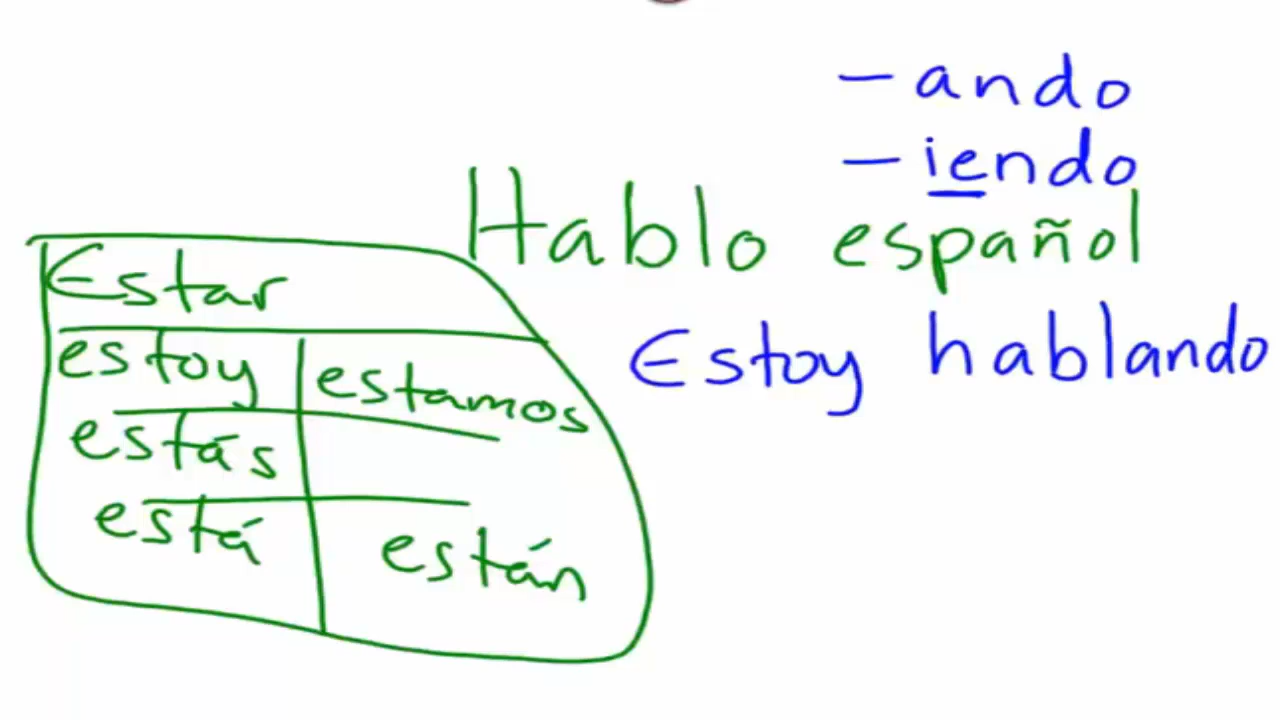 -ando
-iendo
Hablo español
Estoy hablando
Estar
estoy estamos
estás
está están